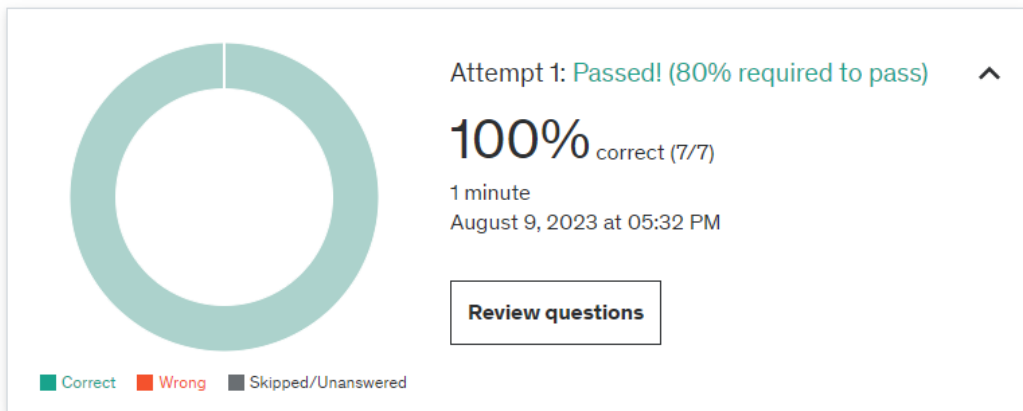 Attempt 1: Passed! (80% required to pass)
100% correct (7/7)
1 minute
August 9, 2023 at 05:32 PM
Review questions
Correct Wrong Skipped/Unanswered